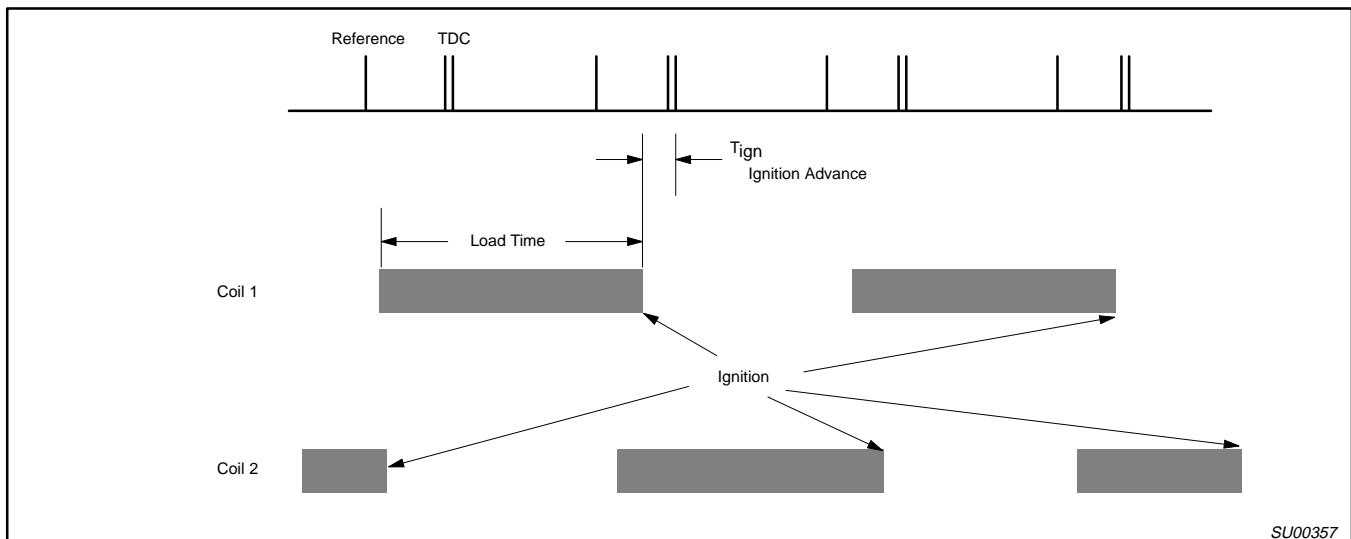 Reference TDC
Tign
Ignition Advance
Load Time
Coil 1
Ignition
Coil 2
SU00357